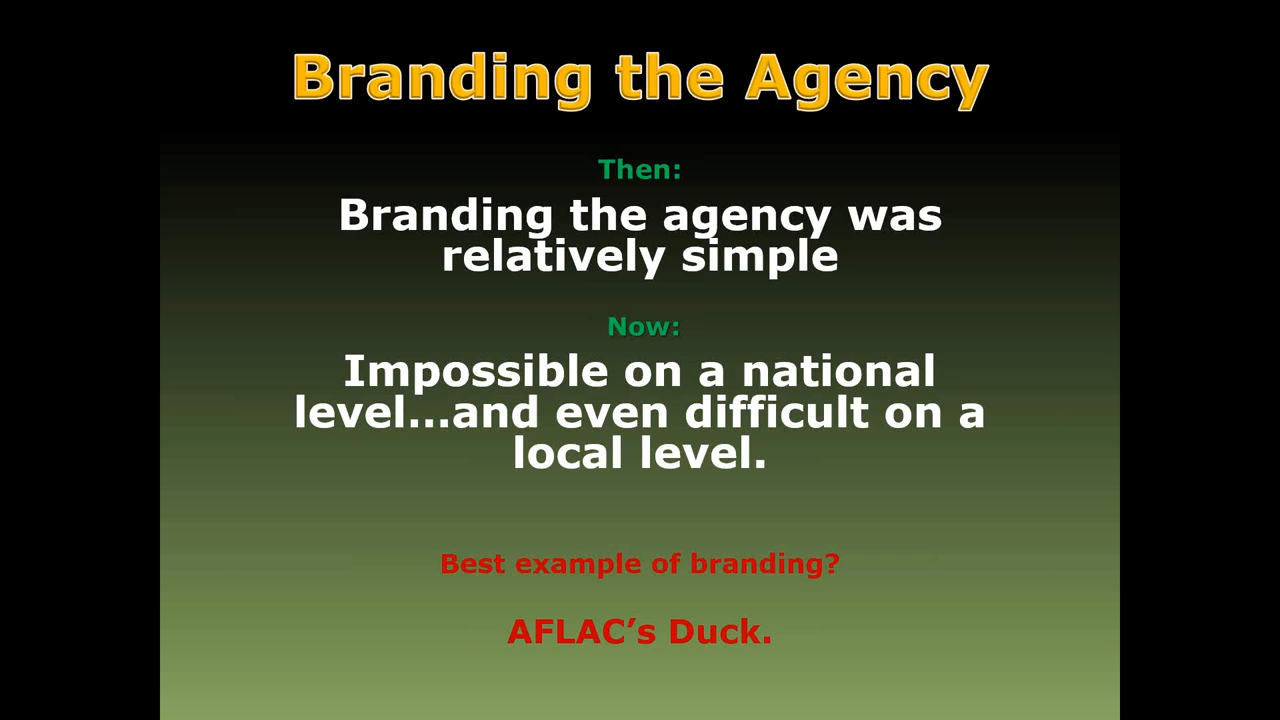 Branding the Agency
Then:
Branding the agency was
relatively simple
Now:
Impossible on a national
level...and even difficult on a
local level.
Best example of branding?
AFLAC’s Duck.